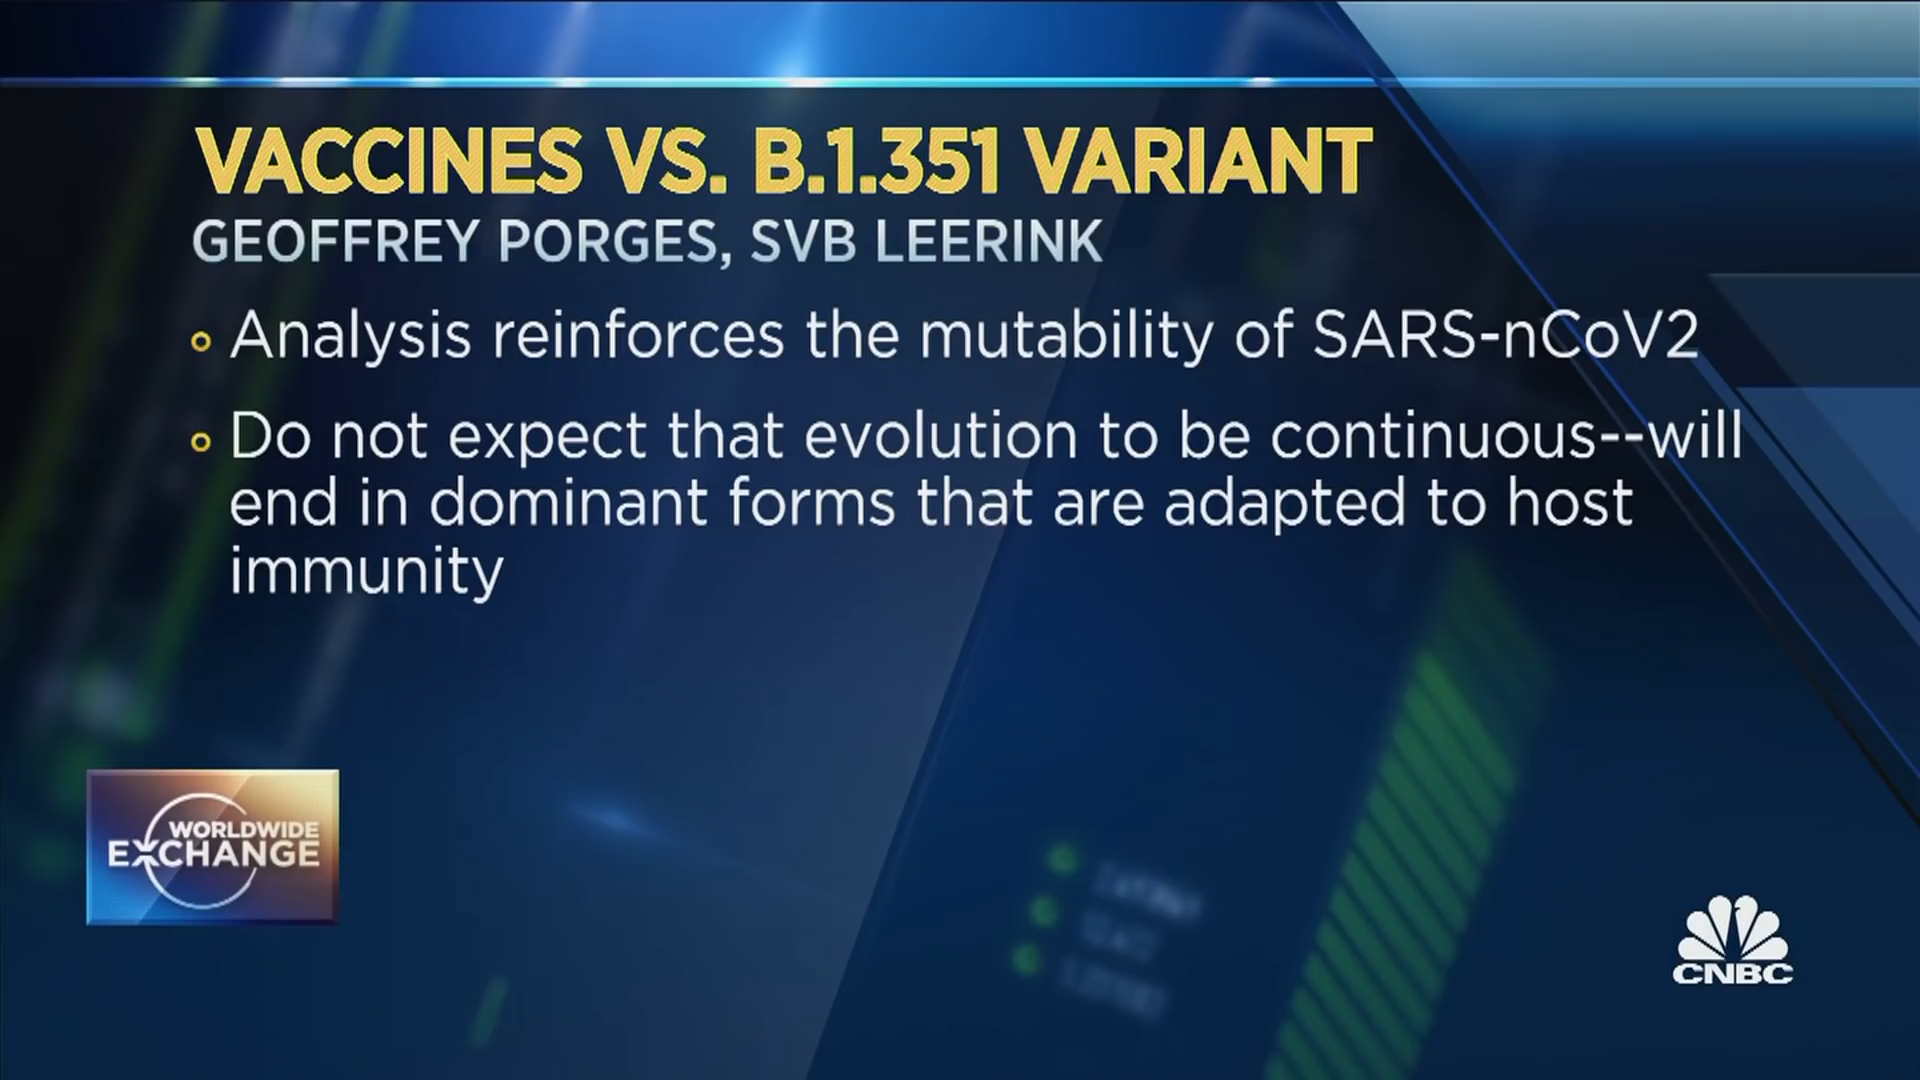 VACCINES VS. B.1.351 VARIANT
GEOFFREY PORGES, SVB LEERINK
Analysis reinforces the mutability of SARS-nCoV2
Do not expect that evolution to be continuous--will
end in dominant forms that are adapted to host
immunity
WORLDWIDE
EXCHANGE
CNBC